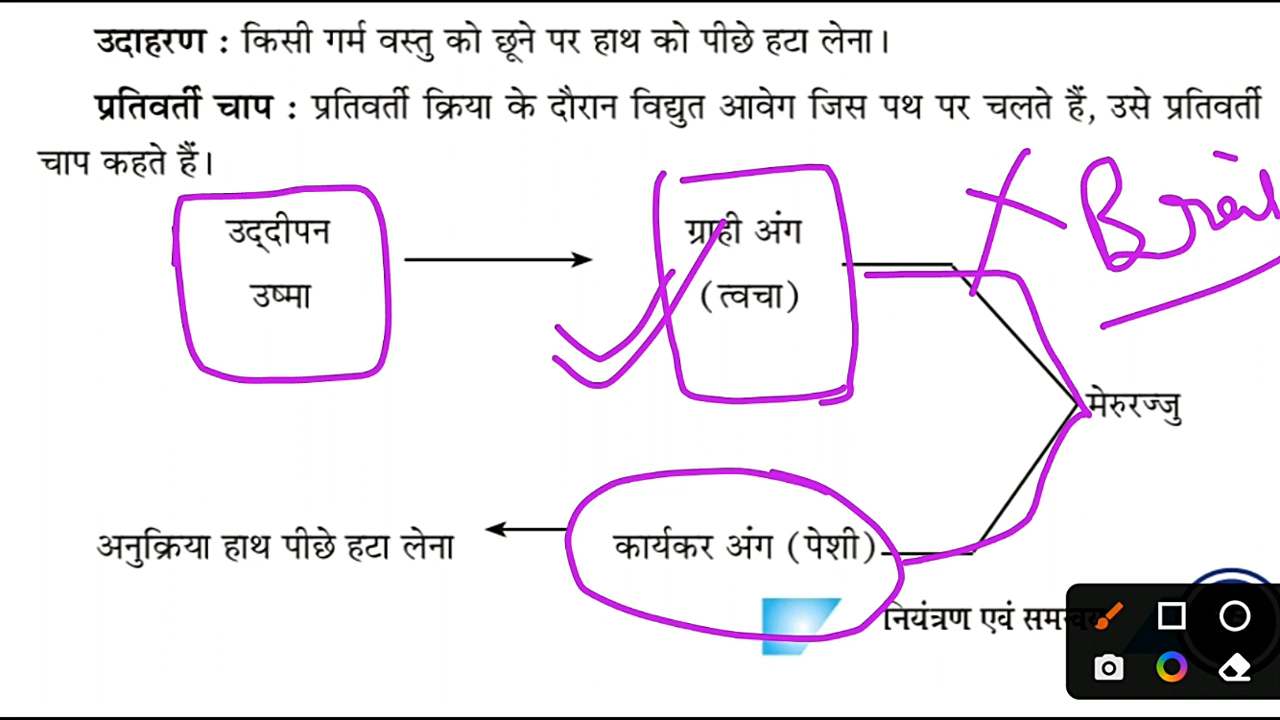 उदाहरण : किसी गर्म वस्तु को छूने पर हाथ को पीछे हटा लेना।
प्रतिवर्ती चाप : प्रतिवर्ती क्रिया के दौरान विद्युत आवेग जिस पथ पर चलते हैं, उसे प्रतिवर्ती
चाप कहते हैं।
उद्दीपन
उष्मा
ग्राही अंग
(त्वचा)
मेरुरज्जु
अनुक्रिया हाथ पीछे हटा लेना
कार्यकर अंग (पेशी)
नियंत्रण एवं